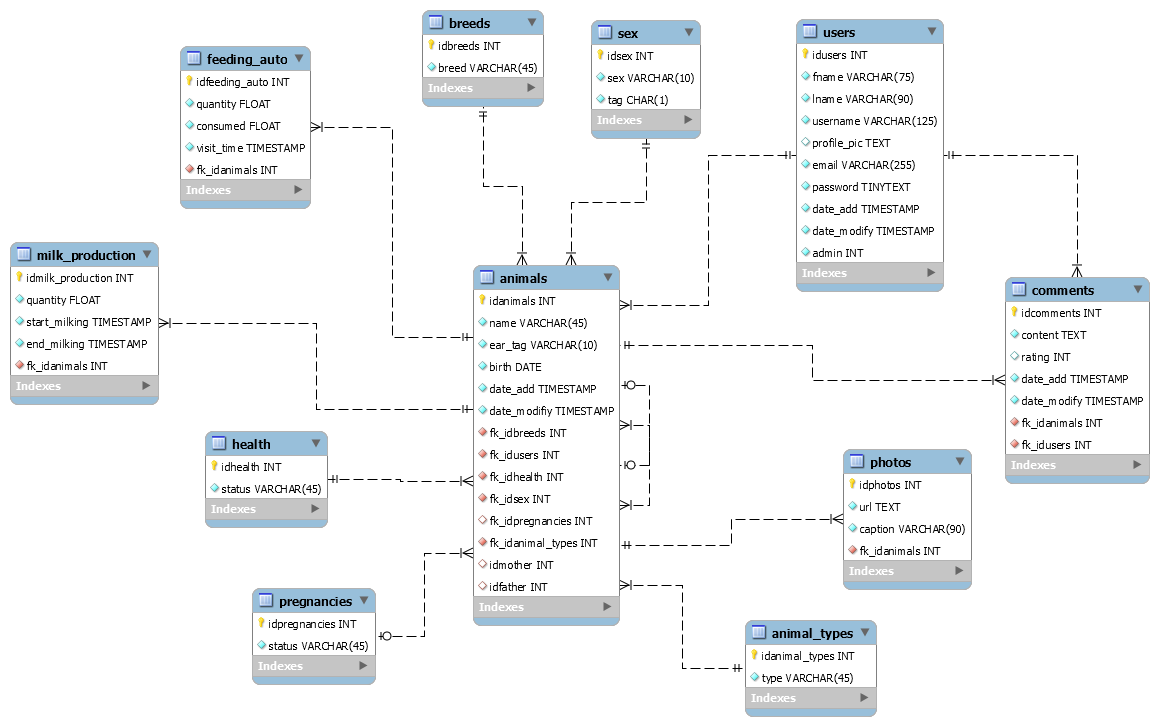 breeds
idbreeds INT
breed VARCHAR(45)
Indexes
sex
idsex INT
sex VARCHAR(10)
tag CHAR(1)
Indexes
users
idusers INT
fname VARCHAR(75)
lname VARCHAR(90)
username VARCHAR(125)
profile_pic TEXT
email VARCHAR(255)
password TINYTEXT
date_add TIMESTAMP
date_modify TIMESTAMP
admin INT
Indexes
feeding_auto
idfeeding_auto INT
quantity FLOAT
consumed FLOAT
visit_time TIMESTAMP
fk_idanimals INT
Indexes
milk_production
idmilk_production INT
quantity FLOAT
start_milking TIMESTAMP
end_milking TIMESTAMP
fk_idanimals INT
Indexes
animals
idanimals INT
name VARCHAR(45)
ear_tag VARCHAR(10)
birth DATE
date_add TIMESTAMP
date_modifiy TIMESTAMP
fk_idbreeds INT
fk_idusers INT
fk_idhealth INT
fk_idsex INT
fk_idpregnancies INT
fk_idanimal_types INT
idmother INT
idfather INT
Indexes
comments
idcomments INT
content TEXT
rating INT
date_add TIMESTAMP
date_modify TIMESTAMP
fk_idanimals INT
fk_idusers INT
Indexes
health
idhealth INT
status VARCHAR(45)
Indexes
photos
idphotos INT
url TEXT
caption VARCHAR(90)
fk_idanimals INT
Indexes
pregnancies
idpregnancies INT
status VARCHAR(45)
Indexes
animal_types
idanimal_types INT
type VARCHAR(45)
Indexes